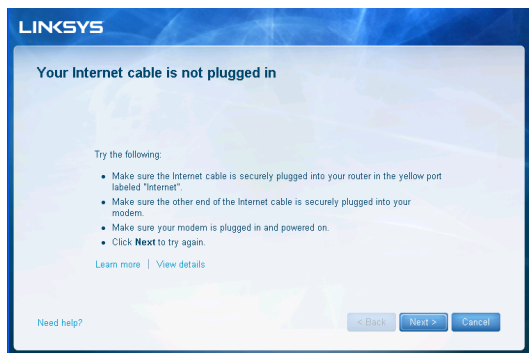 LINKSYS
Your Internet cable is not plugged in
Try the following:
• Make sure the Internet cable is securely plugged into your router in the yellow port
labeled "Internet".
• Make sure the other end of the Internet cable is securely plugged into your
modem.
• Make sure your modem is plugged in and powered on.
• Click Next to try again.
Learn more | View details
Need help? < Back Next > Cancel